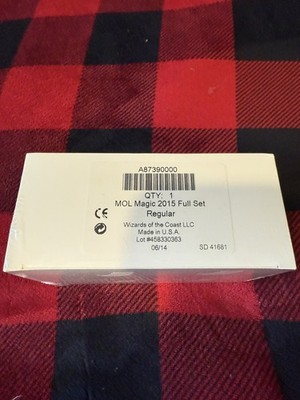 A87390000
QTY: 1
MOL Magic 2015 Full Set
Regular
CE
Wizards of the Coast LLC
Made in U.S.A.
Lot #458330363
06/14 SD 41681